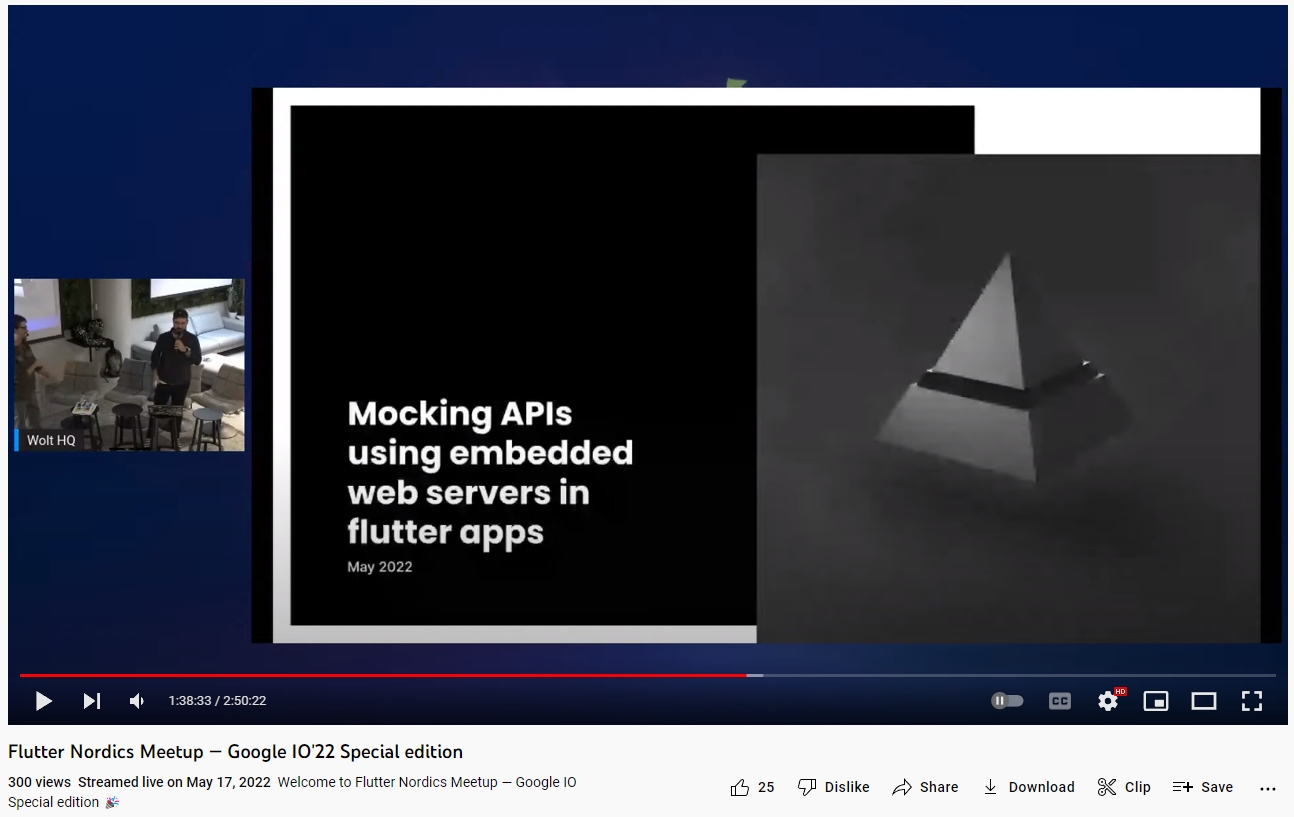 Mocking APIs
using embedded
web servers in
flutter apps
May 2022
Wolt HQ
1:38:33 / 2:50:22
CC
HD
Flutter Nordics Meetup — Google IO'22 Special edition
300 views Streamed live on May 17, 2022 Welcome to Flutter Nordics Meetup — Google IO
Special edition 🎉
25 Dislike Share Download Clip Save ...